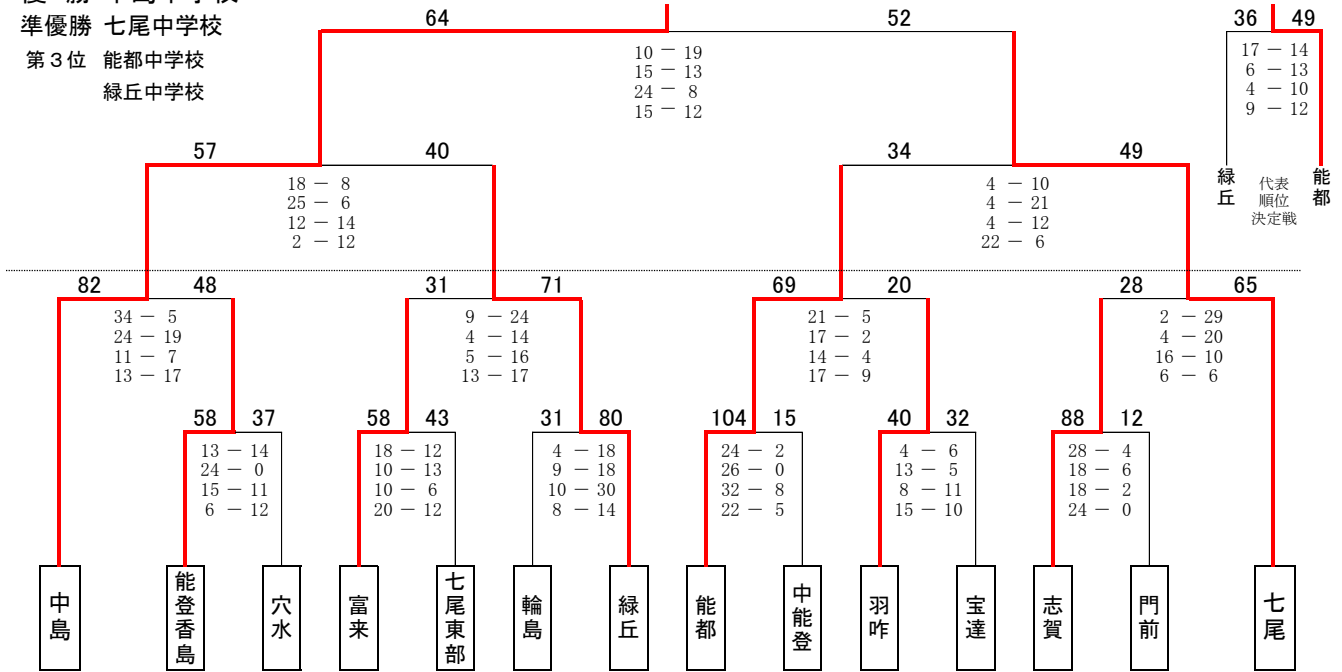 準優勝 七尾中学校
第3位 能都中学校
緑丘中学校
64 52
10 － 19
15 － 13
24 － 8
15 － 12
36 49
17 － 14
6 － 13
4 － 10
9 － 12
緑丘
代表
順位
決定戦
能都
57 40
18 － 8
25 － 6
12 － 14
2 － 12
34 49
4 － 10
4 － 21
4 － 12
22 － 6
82 48
34 － 5
24 － 19
11 － 7
13 － 17
31 71
9 － 24
4 － 14
5 － 16
13 － 17
69 20
21 － 5
17 － 2
14 － 4
17 － 9
28 65
2 － 29
4 － 20
16 － 10
6 － 6
58 37
13 － 14
24 － 0
15 － 11
6 － 12
58 43
18 － 12
10 － 13
10 － 6
20 － 12
31 80
4 － 18
9 － 18
10 － 30
8 － 14
104 15
24 － 2
26 － 0
32 － 8
22 － 5
40 32
4 － 6
13 － 5
8 － 11
15 － 10
88 12
28 － 4
18 － 6
18 － 2
24 － 0
中島
能登香島
穴水
富来
七尾東部
輪島
緑丘
能都
中能登
羽咋
宝達
志賀
門前
七尾